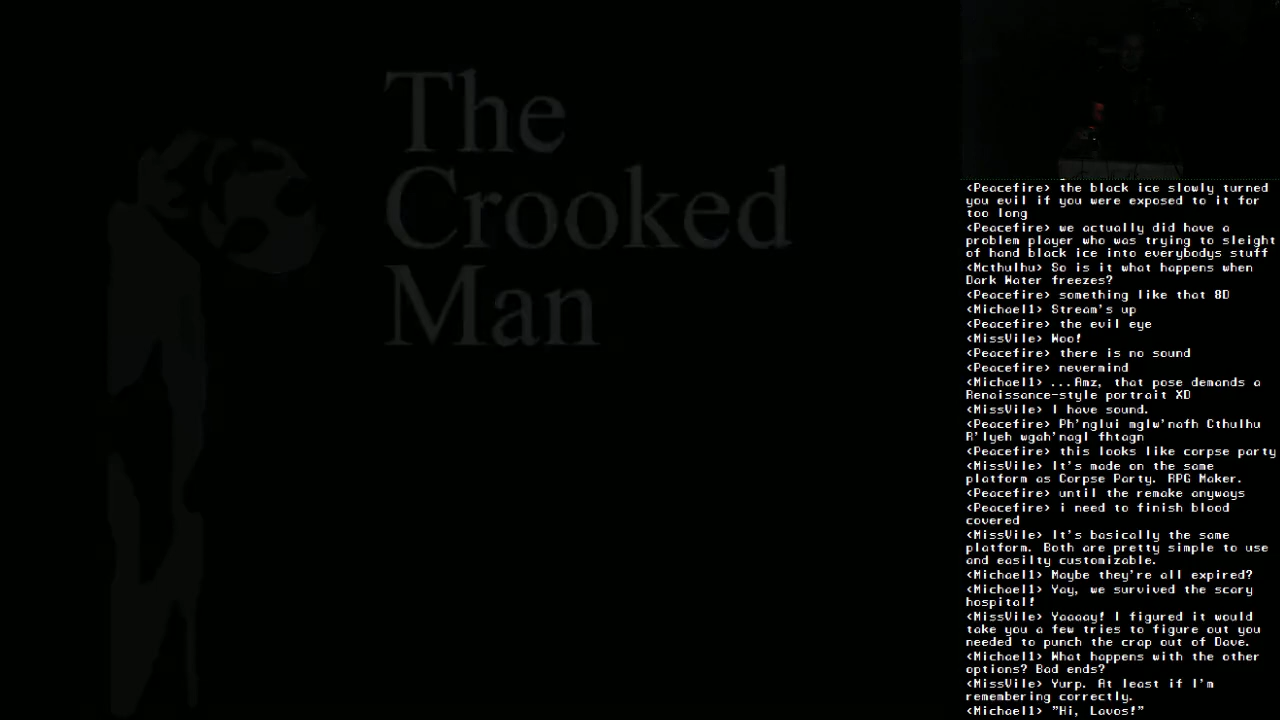 The
Crooked
Man
<Peacefire> the black ice slowly turned
you evil if you were exposed to it for
too long
<Peacefire> we actually did have a
problem player who was trying to sleight
of hand black ice into everybodys stuff
<Mcthulhu> So is it what happens when
Dark Water freezes?
<Peacefire> something like that 8D
<Michael1> Stream's up
<Peacefire> the evil eye
<MissVile> Woo!
<Peacefire> there is no sound
<Peacefire> nevermind
<Michael1> ...Amz, that pose demands a
Renaissance-style portrait XD
<MissVile> I have sound.
<Peacefire> Ph'nglui mglw'nafh Cthulhu
R'lyeh wgah'nagl fhtagn
<Peacefire> this looks like corpse party
<MissVile> It's made on the same
platform as Corpse Party. RPG Maker.
<Peacefire> until the remake anyways
<Peacefire> i need to finish blood
covered
<MissVile> It's basically the same
platform. Both are pretty simple to use
and easilty customizable.
<Michael1> Maybe they're all expired?
<Michael1> Yay, we survived the scary
hospital!
<MissVile> Yaaaay! I figured it would
take you a few tries to figure out you
needed to punch the crap out of Dave.
<Michael1> What happens with the other
options? Bad ends?
<MissVile> Yurp. At least if I'm
remembering correctly.
<Michael1> "Hi, Lavos!"